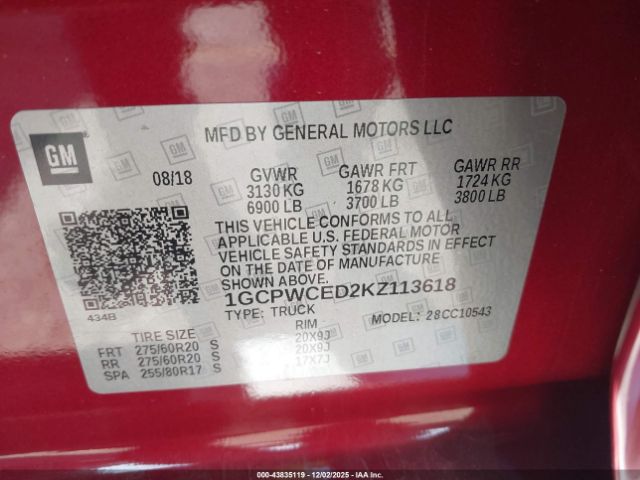 GM
MFD BY GENERAL MOTORS LLC
08/18 GVWR GAWR FRT GAWR RR
3130 KG 1678 KG 1724 KG
6900 LB 3700 LB 3800 LB
THIS VEHICLE CONFORMS TO ALL
APPLICABLE U.S. FEDERAL MOTOR
VEHICLE SAFETY STANDARDS IN EFFECT
ON THE DATE OF MANUFACTURE
SHOWN ABOVE.
1GCPWCED2KZ113618
434B TYPE: TRUCK MODEL: 28CC10543
TIRE SIZE RIM
FRT 275/60R20 S 20X9J
RR 275/60R20 S 20X9J
SPA 255/80R17 S 17X7J
000-43835119 | 12/02/2025 - IAA, Inc.